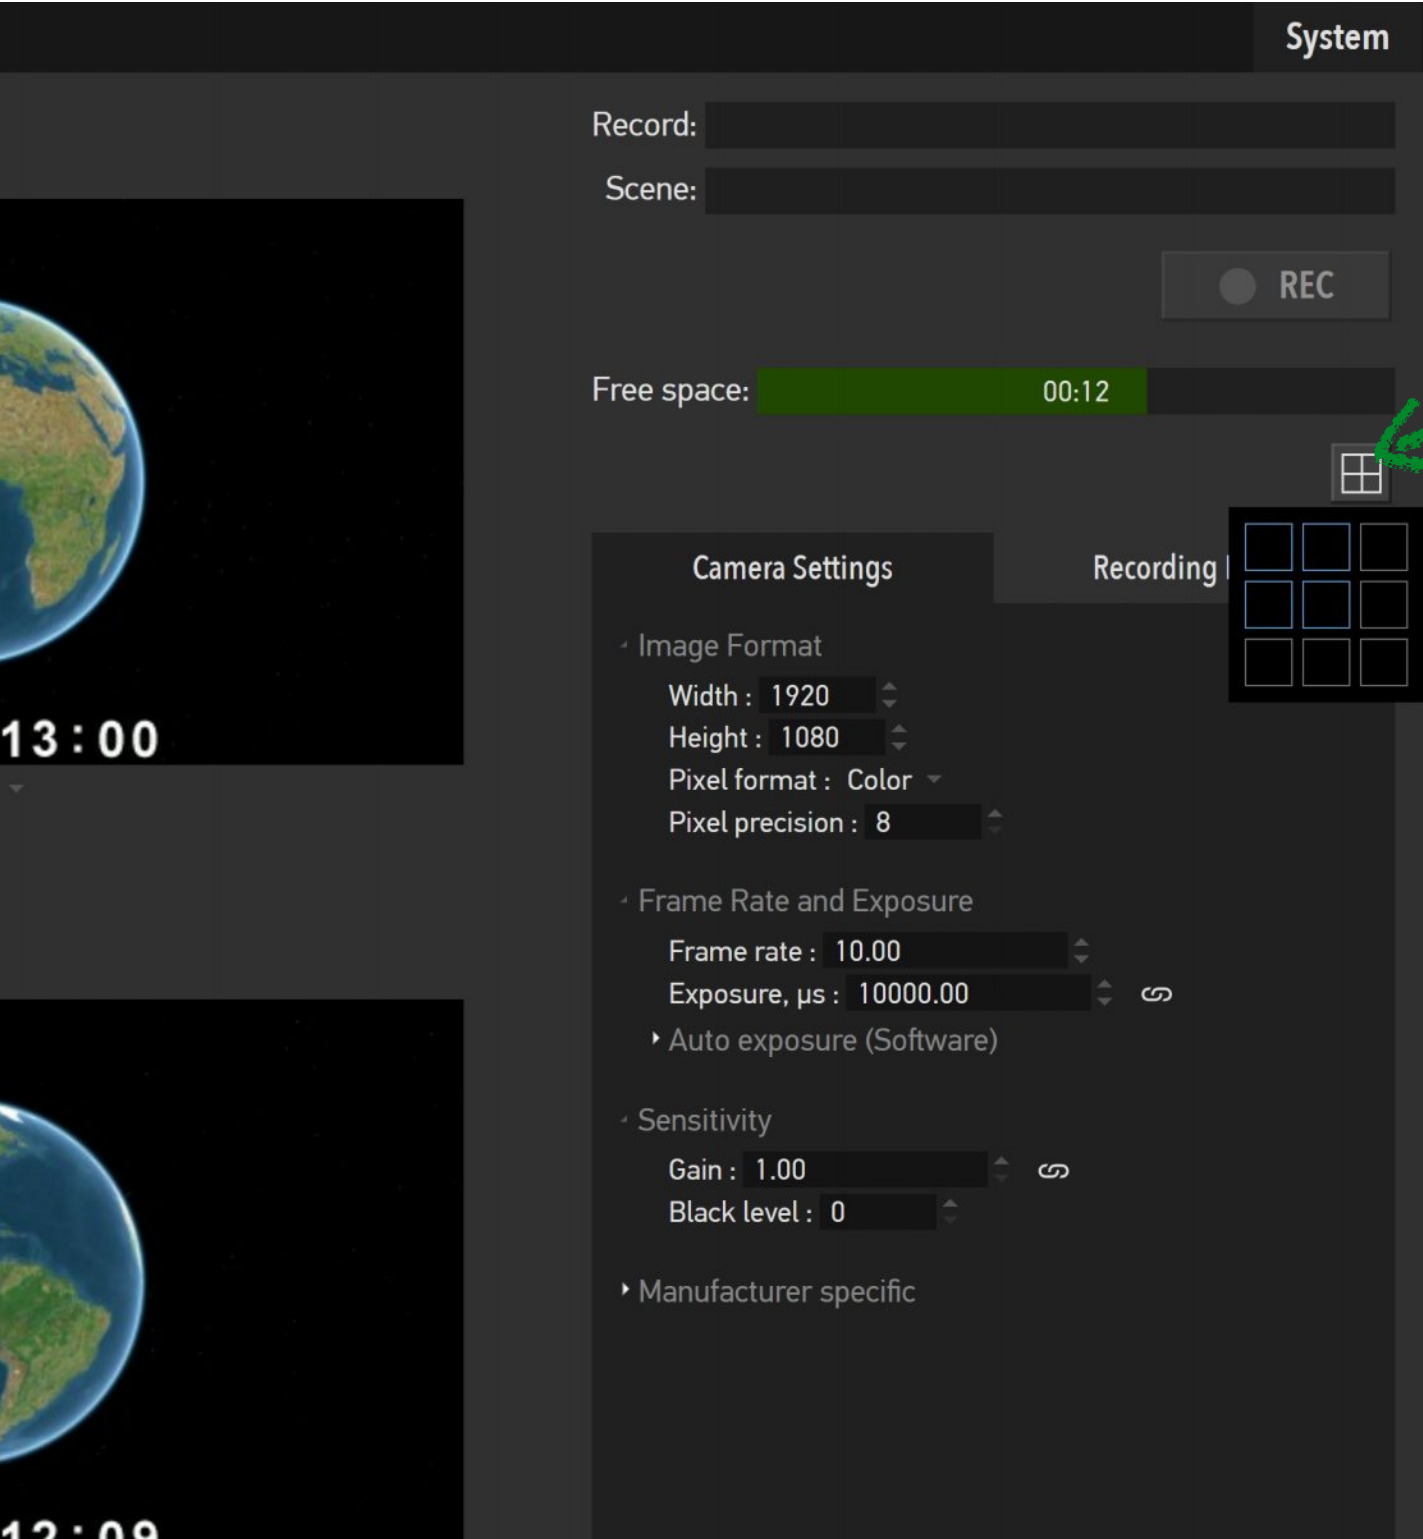 System
Record:
Scene:
REC
Free space: 00:12
Camera Settings Recording
Image Format
Width : 1920
Height : 1080
Pixel format : Color
Pixel precision : 8
13:00
Frame Rate and Exposure
Frame rate : 10.00
Exposure, µs : 10000.00
Auto exposure (Software)
Sensitivity
Gain : 1.00
Black level : 0
Manufacturer specific
12:09